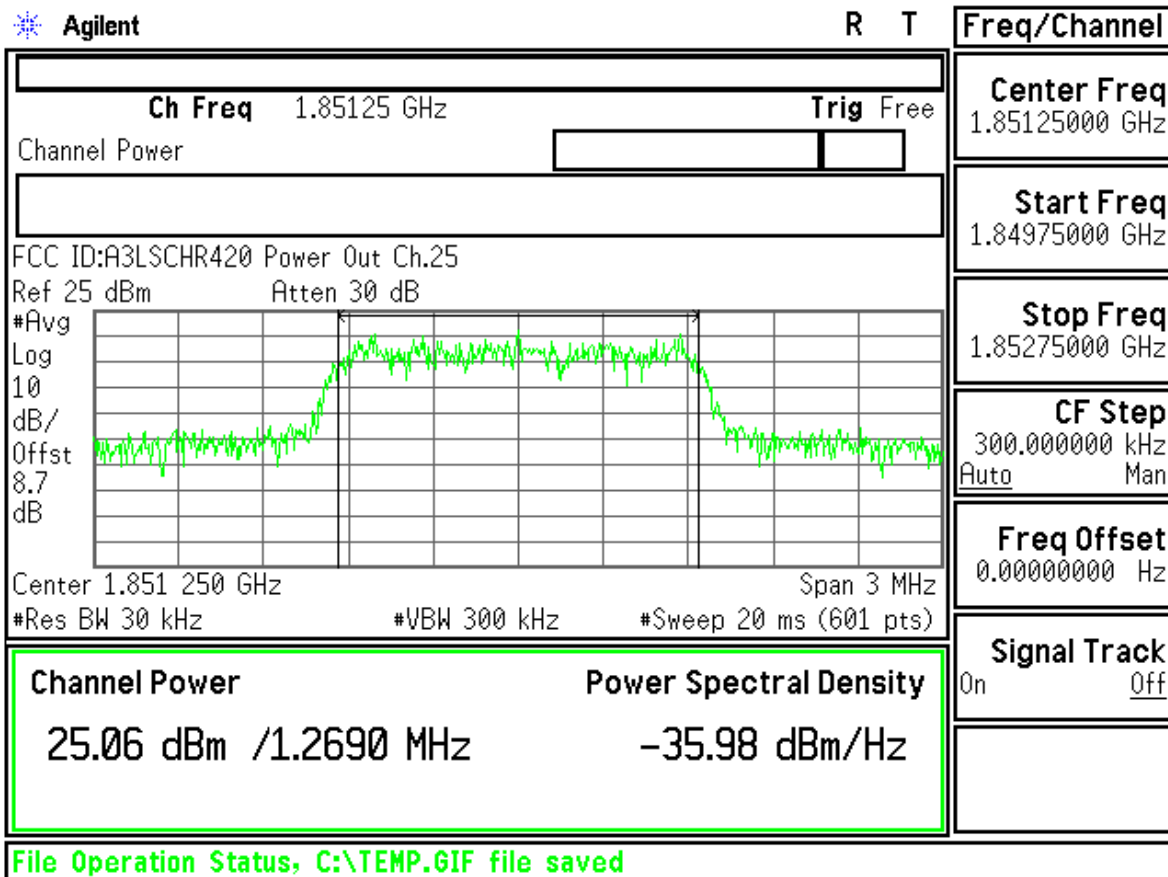 Agilent R T Freq/Channel
Ch Freq 1.85125 GHz Trig Free
Channel Power
Center Freq
1.85125000 GHz
Start Freq
1.84975000 GHz
FCC ID:A3LSCHR420 Power Out Ch.25
Ref 25 dBm Atten 30 dB
#Avg
Log
10
dB/
Offst
8.7
dB
Stop Freq
1.85275000 GHz
CF Step
300.000000 kHz
Auto Man
Freq Offset
0.00000000 Hz
Center 1.851 250 GHz Span 3 MHz
#Res BW 30 kHz #VBW 300 kHz #Sweep 20 ms (601 pts)
Signal Track
On Off
Channel Power Power Spectral Density
25.06 dBm /1.2690 MHz -35.98 dBm/Hz
File Operation Status, C:\TEMP.GIF file saved